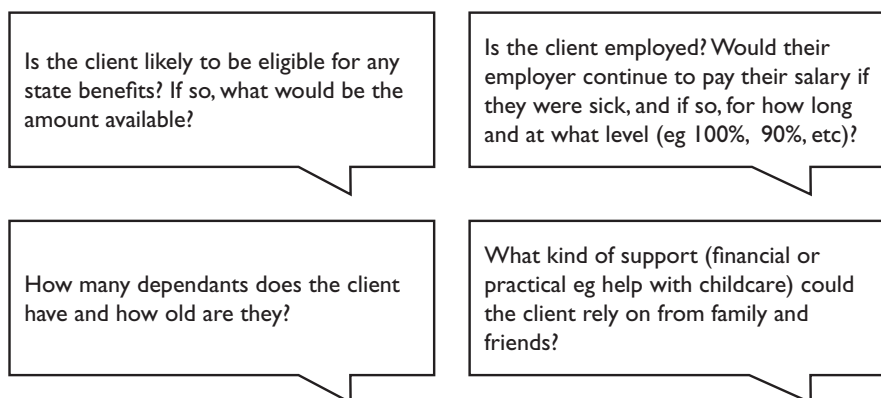 Is the client likely to be eligible for any
state benefits? If so, what would be the
amount available?
Is the client employed? Would their
employer continue to pay their salary if
they were sick, and if so, for how long
and at what level (eg 100%, 90%, etc)?
How many dependants does the client
have and how old are they?
What kind of support (financial or
practical eg help with childcare) could
the client rely on from family and
friends?